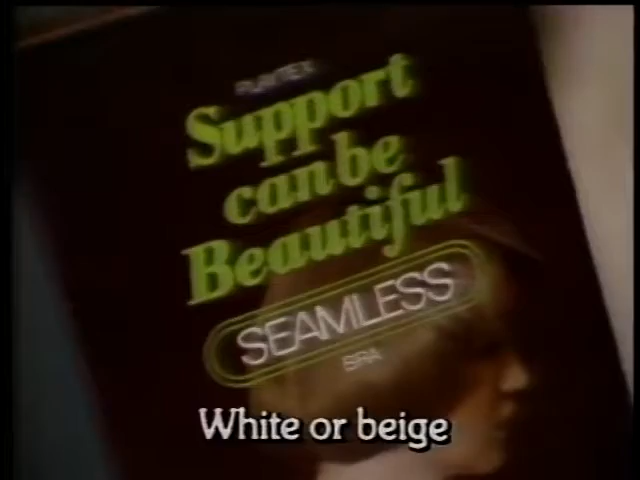 PLAYTEX
Support
can be
Beautiful
SEAMLESS
BRA
White or beige